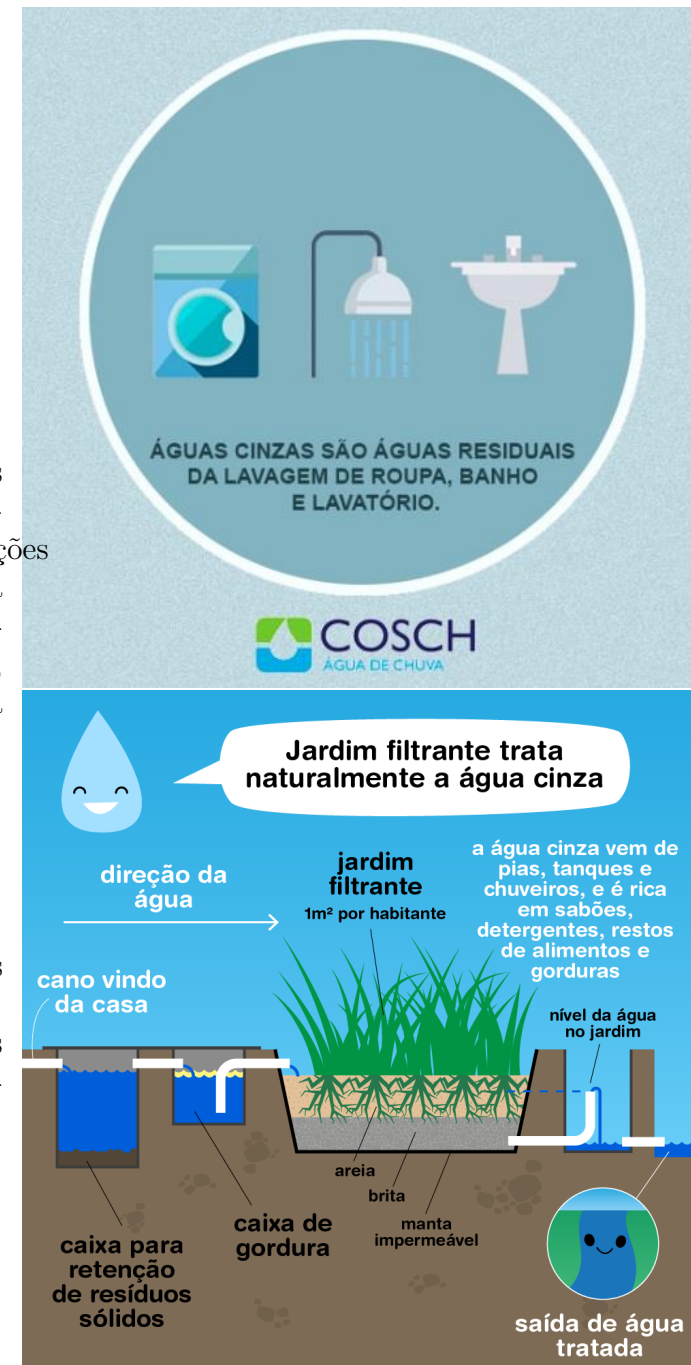 ções
ÁGUAS CINZAS SÃO ÁGUAS RESIDUAIS
DA LAVAGEM DE ROUPA, BANHO
E LAVATÓRIO.
COSCH
ÁGUA DE CHUVA
Jardim filtrante trata
naturalmente a água cinza
direção da
água
jardim
filtrante
1m² por habitante
a água cinza vem de
pias, tanques e
chuveiros, e é rica
em sabões,
detergentes, restos
de alimentos e
gorduras
cano vindo
da casa
nível da água
no jardim
areia
brita
manta
impermeável
caixa de
gordura
caixa para
retenção
de resíduos
sólidos
saída de água
tratada